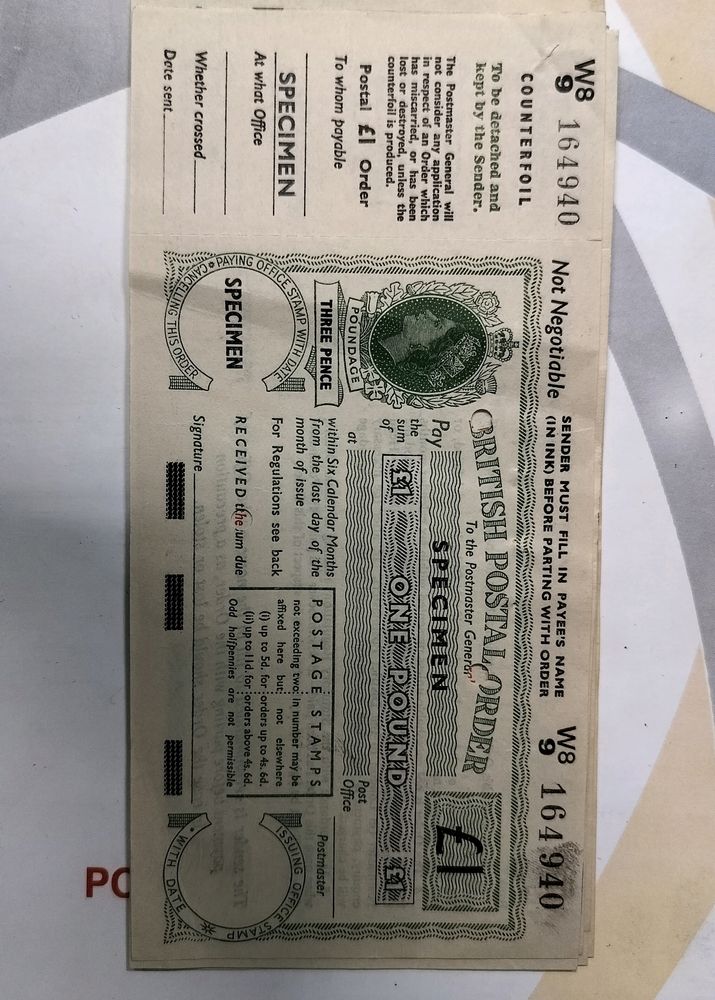 W8
9 164940
COUNTERFOIL
To be detached and
kept by the Sender.
The Postmaster General will
not consider any application
in respect of an Order which
has miscarried, or has been
lost or destroyed, unless the
counterfoil is produced.
Postal £1 Order
To whom payable
SPECIMEN
At what Office
Whether crossed
Date sent
Not Negotiable
SENDER MUST FILL IN PAYEE'S NAME
(IN INK) BEFORE PARTING WITH ORDER
W8
9 164940
BRITISH POSTAL ORDER
To the Postmaster General
£1
POUNDAGE
THREE PENCE
Pay
SPECIMEN
the
sum
of
£1 ONE POUND £1
at
Post
Office
within Six Calendar Months
from the last day of the
month of issue
For Regulations see back
RECEIVED the sum due
Signature
POSTAGE STAMPS
not exceeding two in number may be
affixed here but not elsewhere
(i) up to 5d. for orders up to 4s. 6d.
(ii) up to 11d. for orders above 4s. 6d.
Odd halfpennies are not permissible
Postmaster
PAYING OFFICE STAMP WITH DATE
CANCELLING THIS ORDER
SPECIMEN
ISSUING OFFICE STAMP
WITH DATE
PO